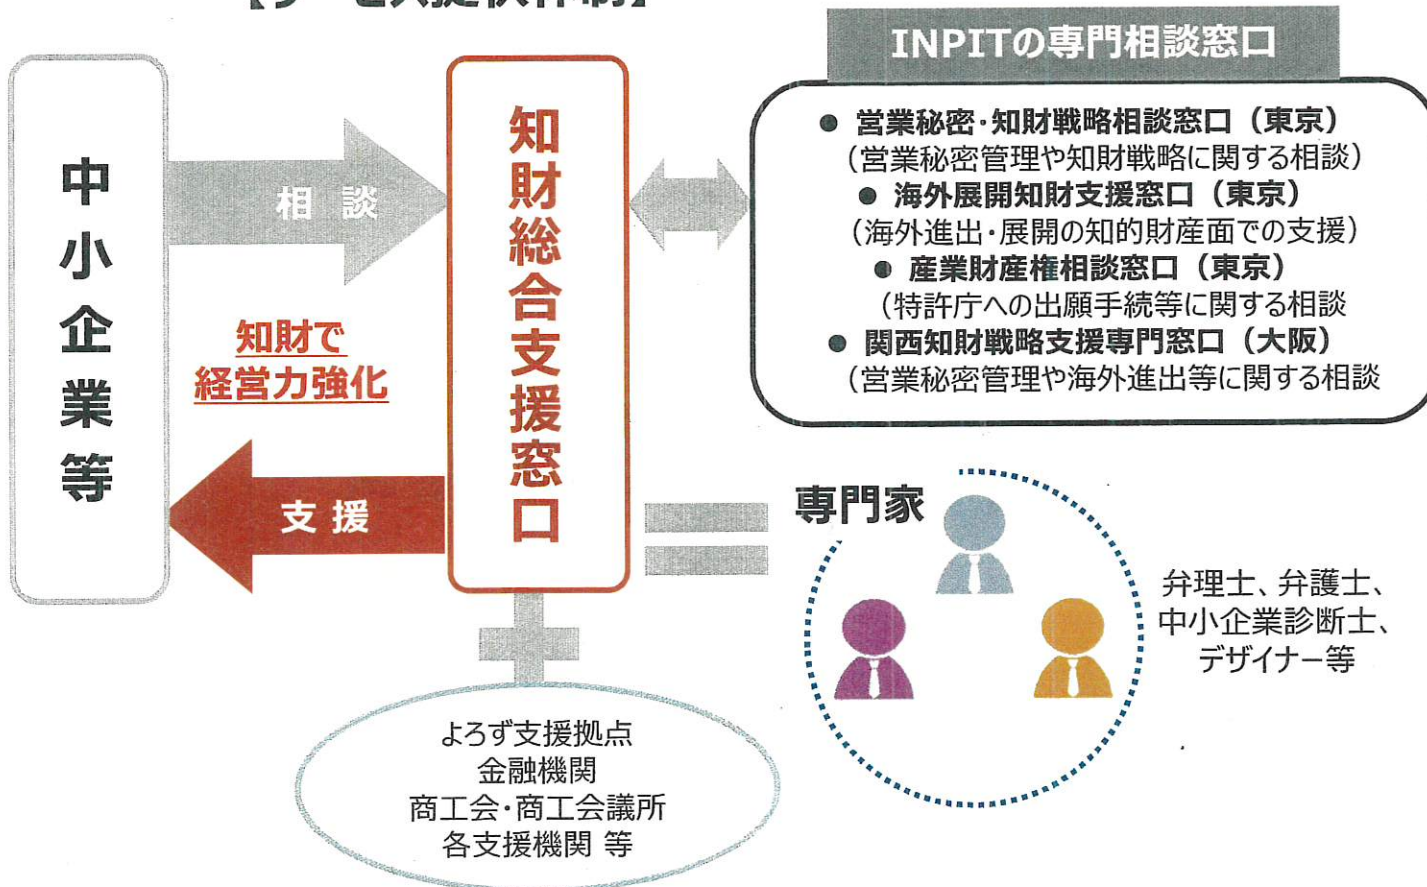 【サービス提供体制】
中小企業等
相 談
知財で
経営力強化
支 援
知財総合支援窓口
INPITの専門相談窓口
● 営業秘密・知財戦略相談窓口（東京）
（営業秘密管理や知財戦略に関する相談）
● 海外展開知財支援窓口（東京）
（海外進出・展開の知的財産面での支援）
● 産業財産権相談窓口（東京）
（特許庁への出願手続等に関する相談
● 関西知財戦略支援専門窓口（大阪）
（営業秘密管理や海外進出等に関する相談
専門家
弁理士、弁護士、
中小企業診断士、
デザイナー等
よろず支援拠点
金融機関
商工会・商工会議所
各支援機関 等